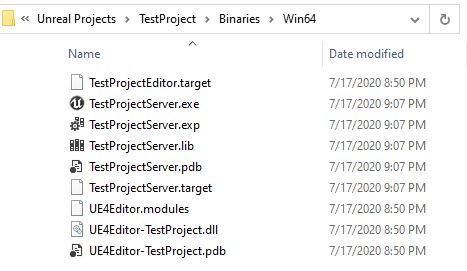 Unreal Projects > TestProject > Binaries > Win64
Name Date modified
TestProjectEditor.target 7/17/2020 8:50 PM
TestProjectServer.exe 7/17/2020 9:07 PM
TestProjectServer.exp 7/17/2020 9:07 PM
TestProjectServer.lib 7/17/2020 9:07 PM
TestProjectServer.pdb 7/17/2020 9:07 PM
TestProjectServer.target 7/17/2020 9:07 PM
UE4Editor.modules 7/17/2020 8:50 PM
UE4Editor-TestProject.dll 7/17/2020 8:50 PM
UE4Editor-TestProject.pdb 7/17/2020 8:50 PM